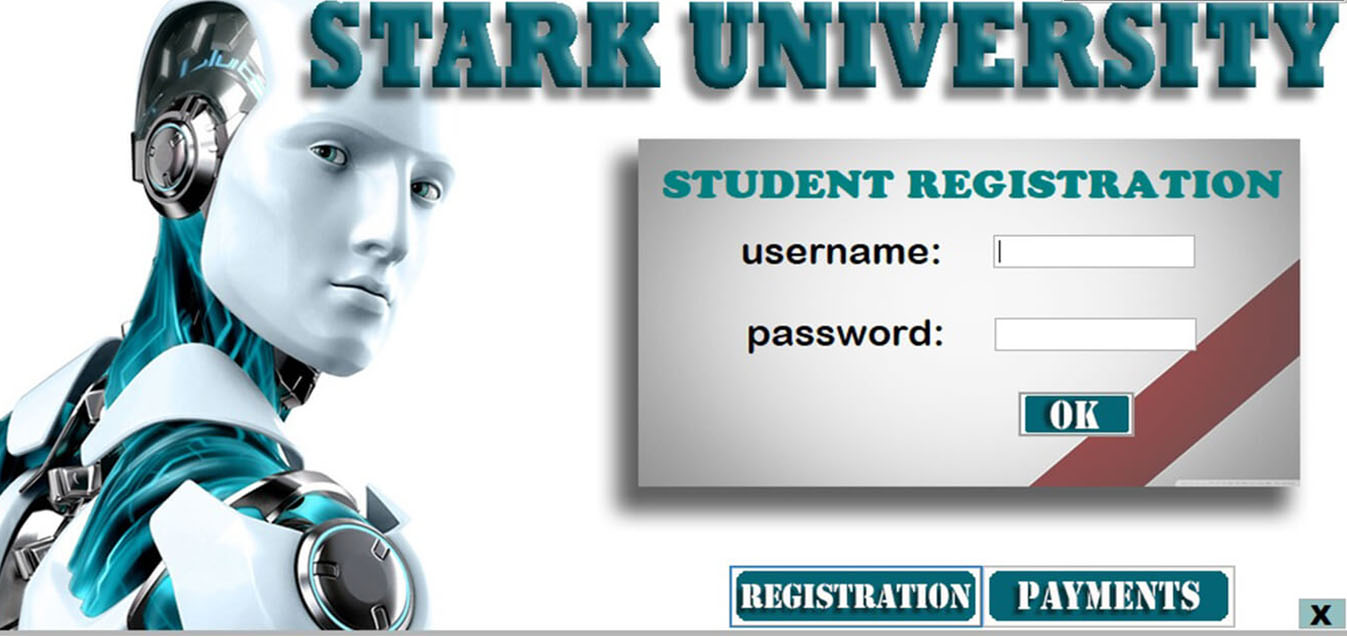 STARK UNIVERSITY
STUDENT REGISTRATION
username:
password:
OK
REGISTRATION PAYMENTS
X